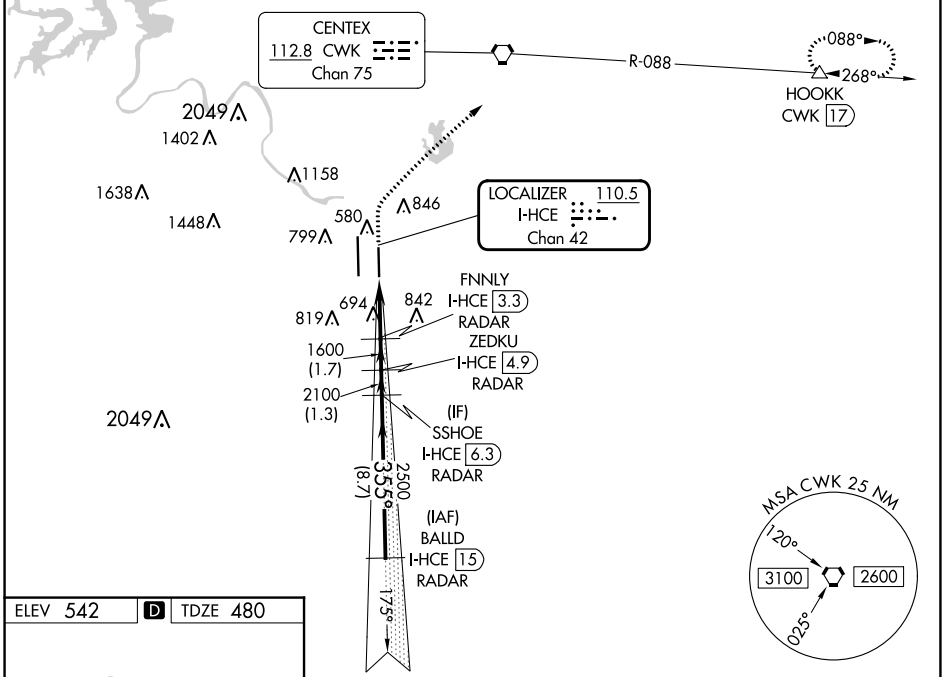 CENTEX
112.8 CWK
Chan 75
R-088
088°
268°
HOOKK
CWK 17
2049
1402
1158
1638
1448
580
846
799
LOCALIZER 110.5
I-HCE
Chan 42
FNNLY
I-HCE 3.3
RADAR
819
694
842
ZEDKU
I-HCE 4.9
RADAR
1600
(1.7)
2100
(1.3)
2049
(IF)
SSHOE
I-HCE 6.3
RADAR
2500
355°
(8.7)
(IAF)
BALLD
I-HCE 15
RADAR
175°
MSA CWK 25 NM
120°
3100
2600
025°
ELEV 542 D TDZE 480